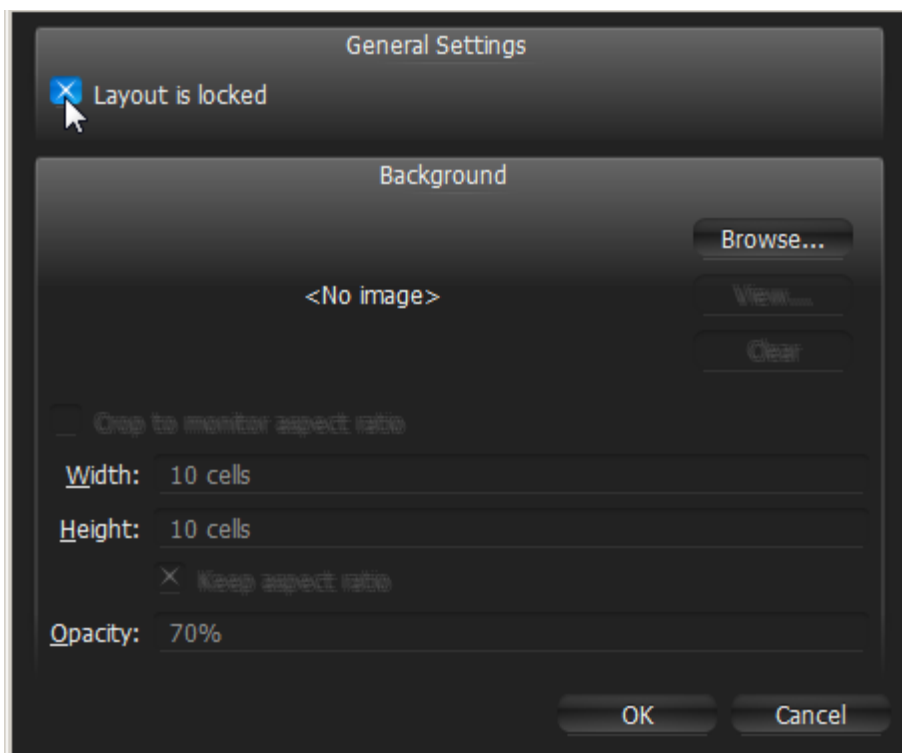 General Settings
Layout is locked
Background
Browse...
<No image>
View...
Clear
Crop to monitor aspect ratio
Width: 10 cells
Height: 10 cells
Keep aspect ratio
Opacity: 70%
OK Cancel